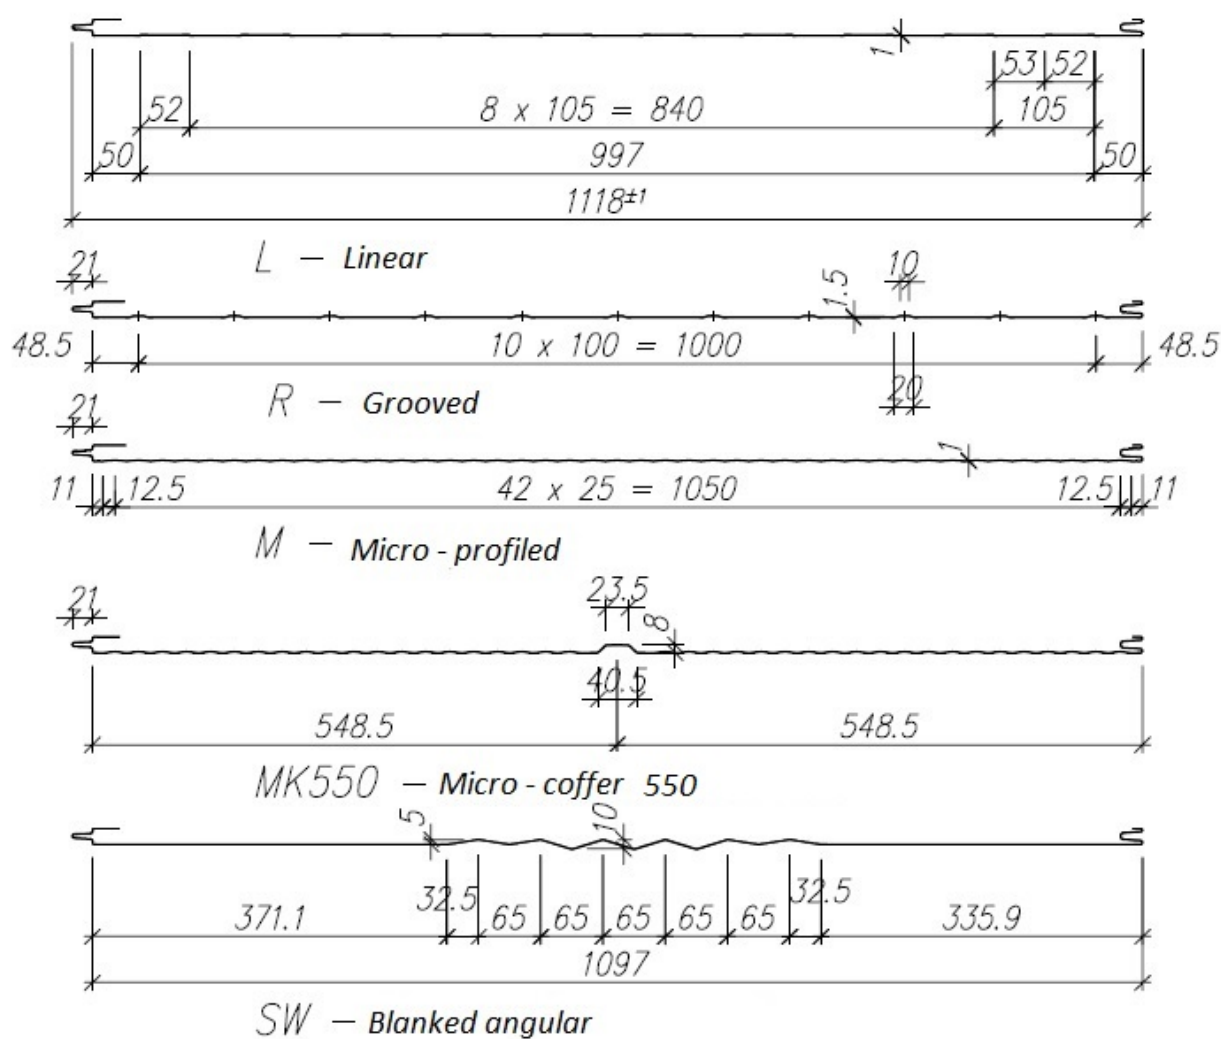 1
53 52
52 8 x 105 = 840 105
50 997 50
1118±1
L – Linear
21 10
1.5
48.5 10 x 100 = 1000 48.5
20
R – Grooved
21
1
11 12.5 42 x 25 = 1050 12.5 11
M – Micro - profiled
21 23.5
8
40.5
548.5 548.5
MK550 – Micro - coffer 550
5 10
32.5 32.5
371.1 65 65 65 65 65 335.9
1097
SW – Blanked angular